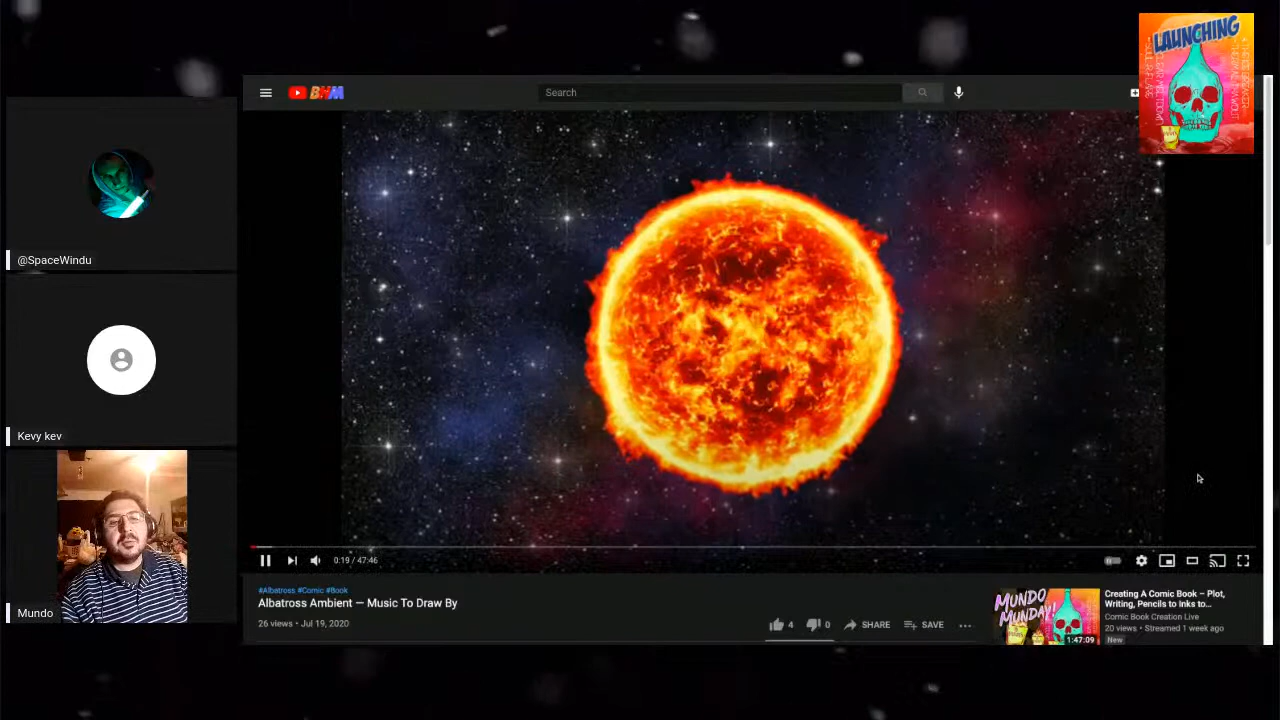 LAUNCHING
BHM
Search
@SpaceWindu
Kevy kev
Mundo
0:19 / 47:46
#Albatross #Comic #Book
Albatross Ambient — Music To Draw By
26 views • Jul 19, 2020
4
0
SHARE
SAVE
MUNDO
MUNDAY!
1:47:09
Creating A Comic Book – Plot,
Writing, Pencils to Inks to...
Comic Book Creation Live
20 views • Streamed 1 week ago
New